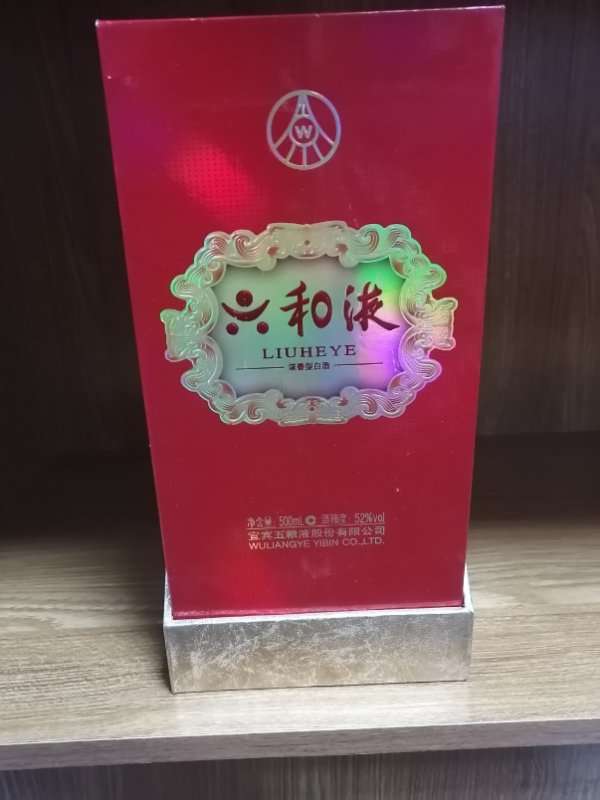 W
六和液
LIUHEYE
浓香型白酒
净含量:500mL 酒精度:52%vol
宜宾五粮液股份有限公司
WULIANGYE YIBIN CO.,LTD.